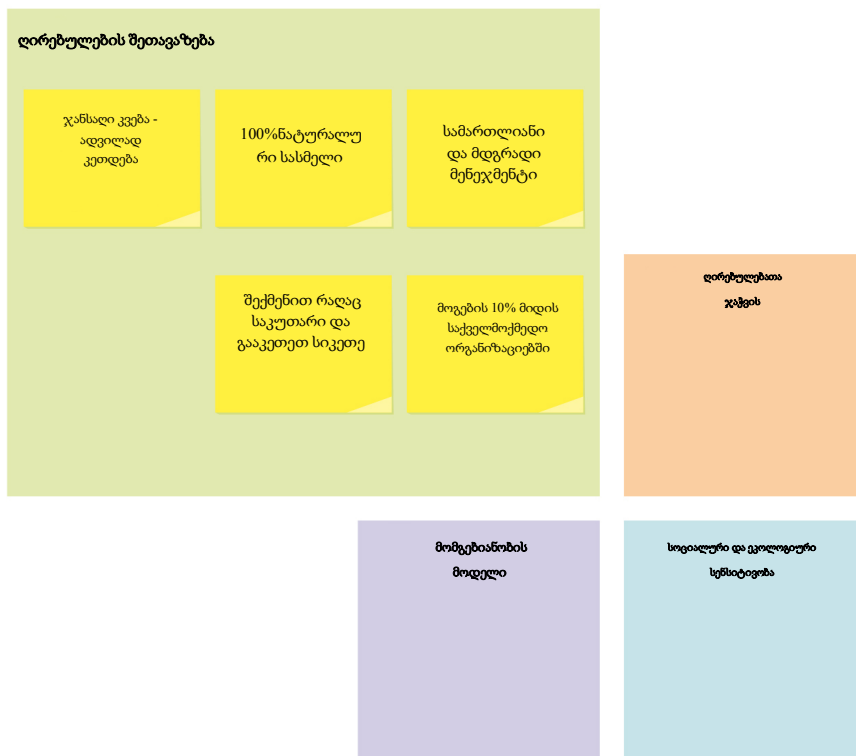 ღირებულების შეთავაზება
ჯანსაღი კვება -
ადვილად
კეთდება
100%ნატურალუ
რი სასმელი
სამართლიანი
და მდგრადი
მენეჯმენტი
შექმენით რაღაც
საკუთარი და
გააკეთეთ სიკეთე
მოგების 10% მიდის
საქველმოქმედო
ორგანიზაციებში
ღირებულებათა
ჯაჭვის
მომგებიანობის
მოდელი
სოციალური და ეკოლოგიური
სენსიტივობა